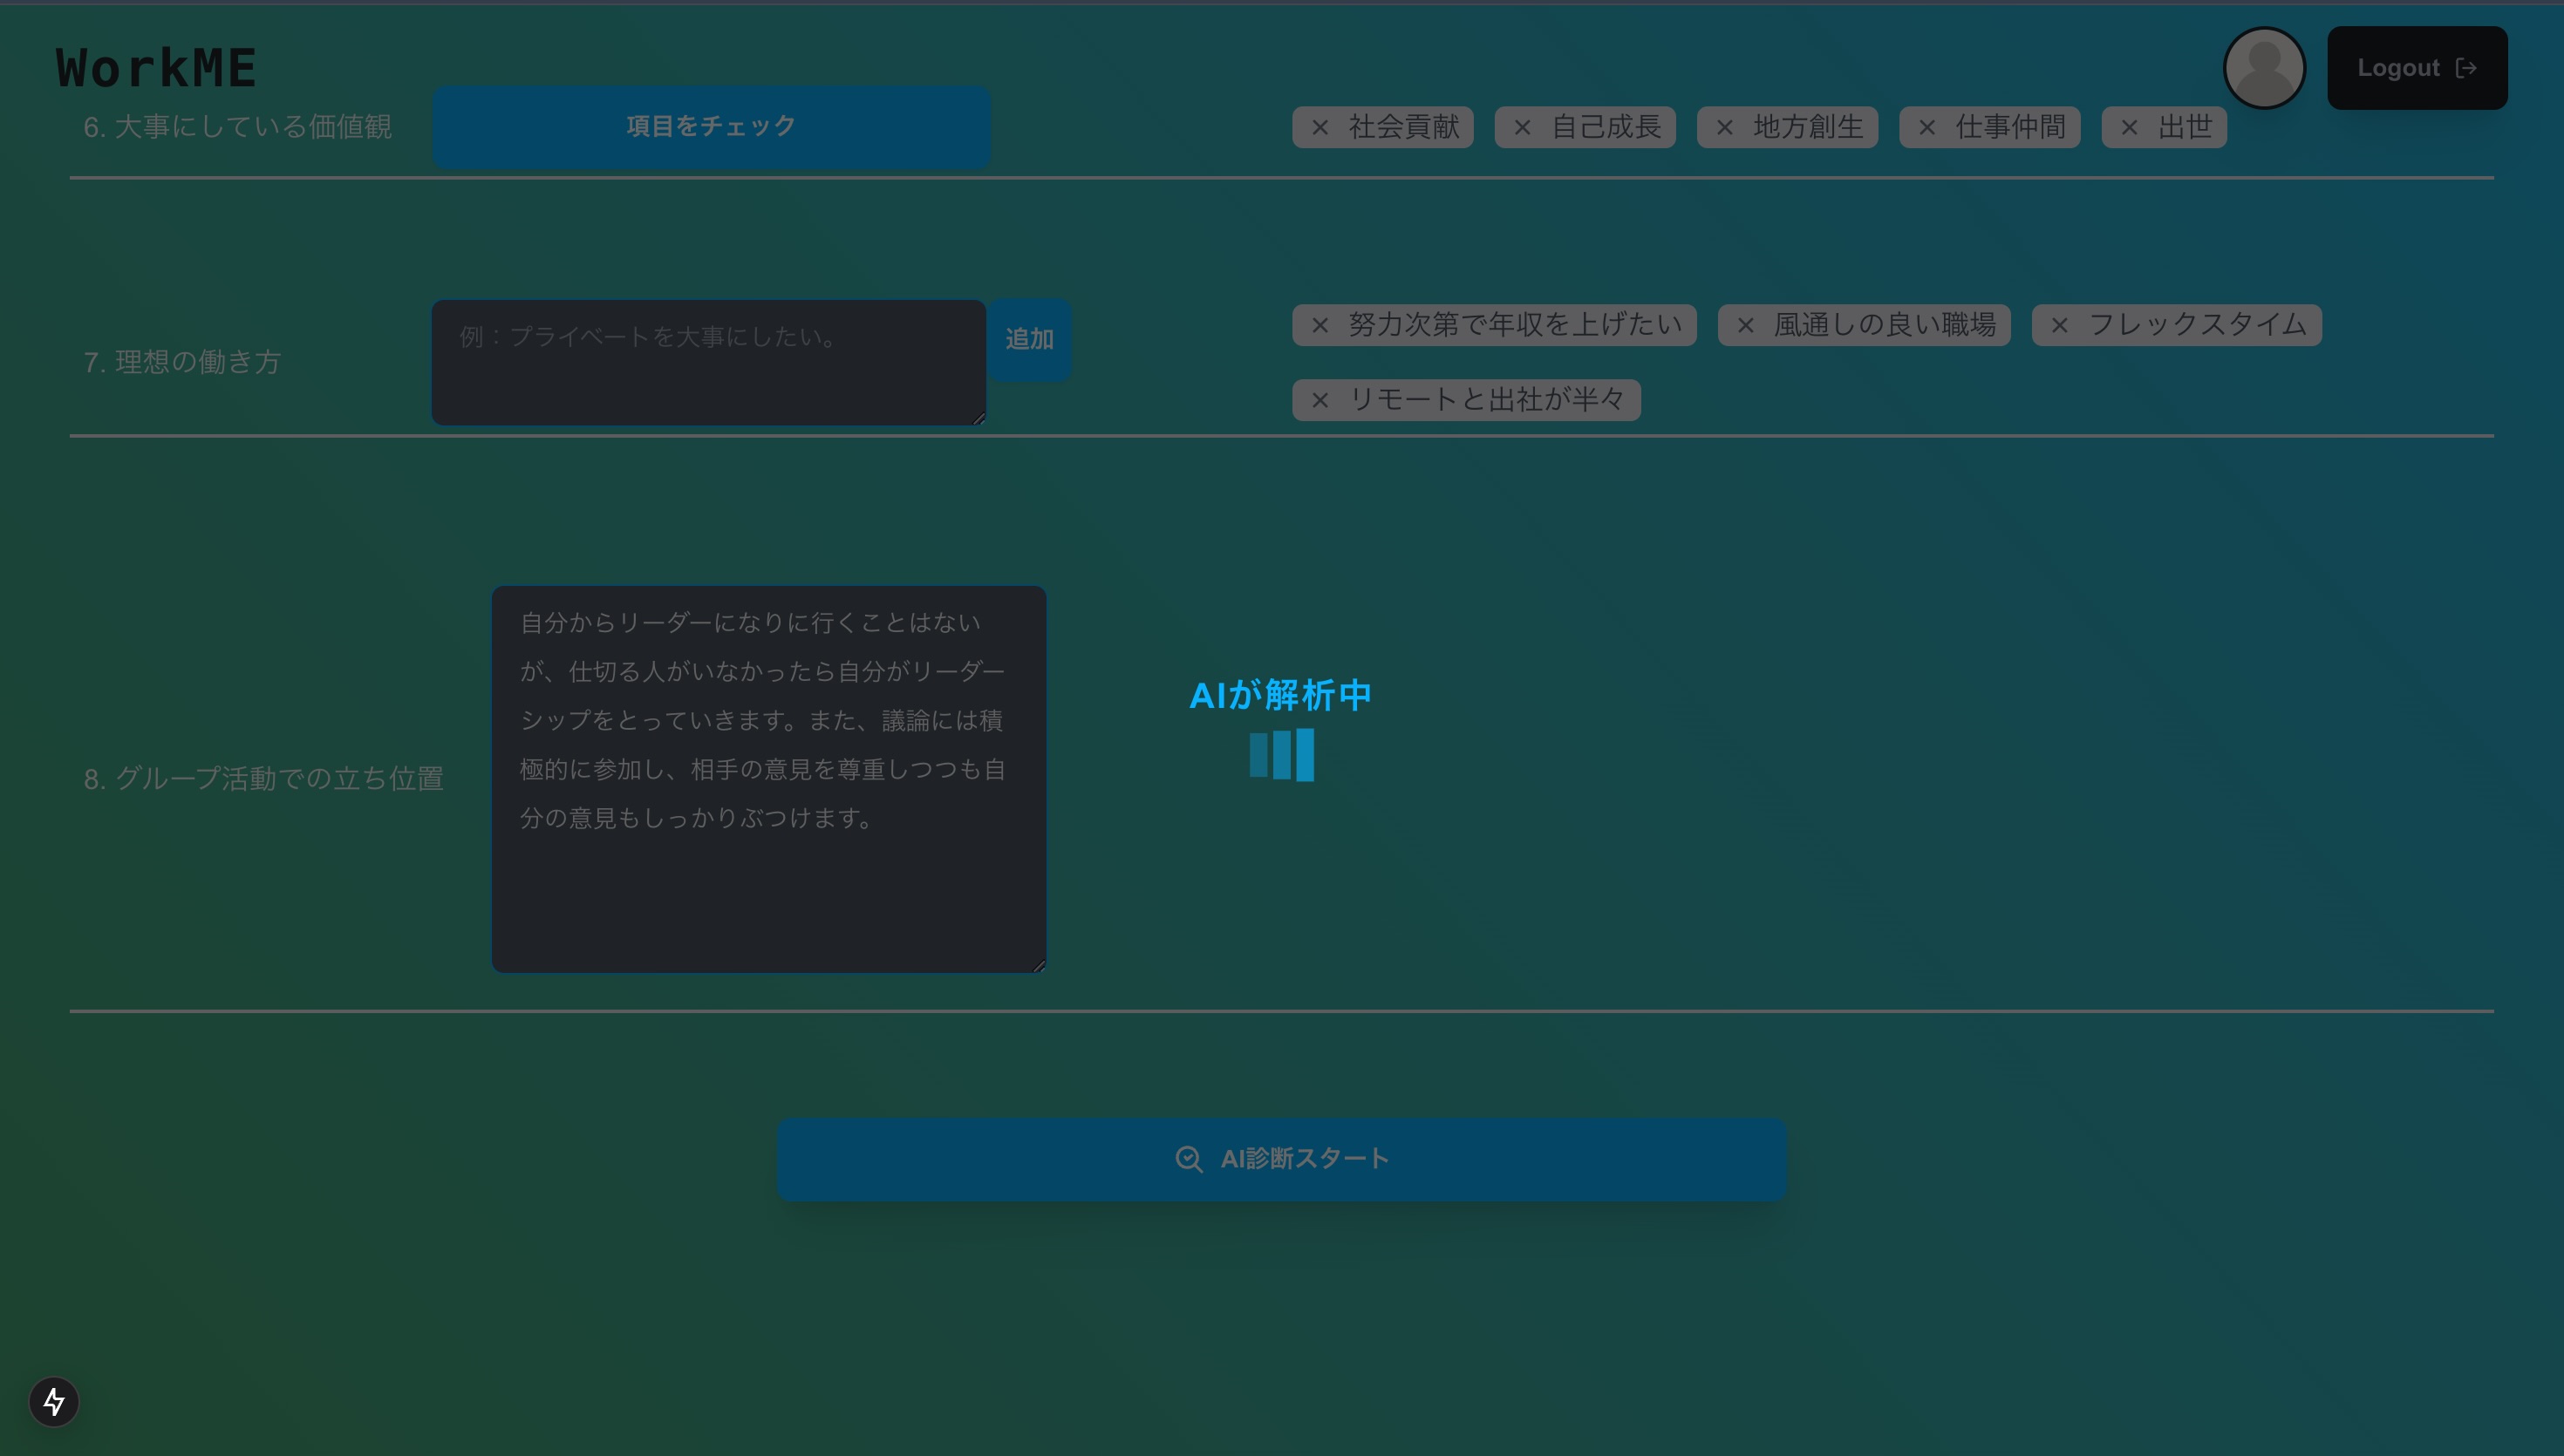 WorkME
Logout
6. 大事にしている価値観
項目をチェック
× 社会貢献 × 自己成長 × 地方創生 × 仕事仲間 × 出世
7. 理想の働き方
例：プライベートを大事にしたい。
追加
× 努力次第で年収を上げたい × 風通しの良い職場 × フレックスタイム
× リモートと出社が半々
8. グループ活動での立ち位置
自分からリーダーになりに行くことはない
が、仕切る人がいなかったら自分がリーダー
シップをとっていきます。また、議論には積
極的に参加し、相手の意見を尊重しつつも自
分の意見もしっかりぶつけます。
AIが解析中
AI診断スタート